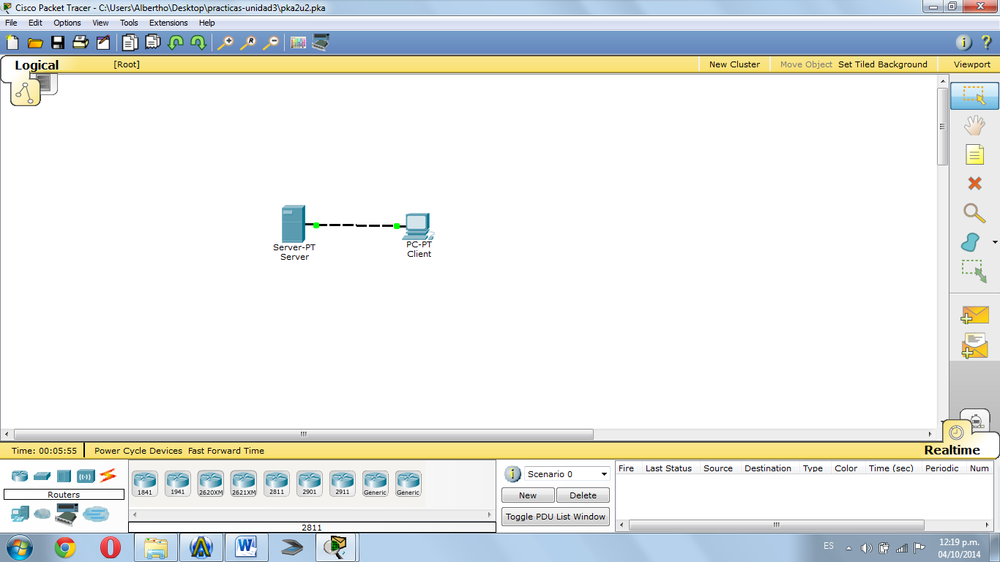 Cisco Packet Tracer - C:\Users\Albertho\Desktop\practicas-unidad3\pka2u2.pka
File Edit Options View Tools Extensions Help
Logical [Root] New Cluster Move Object Set Tiled Background Viewport
Server-PT
Server
PC-PT
Client
Time: 00:05:55 Power Cycle Devices Fast Forward Time Realtime
Routers
1841 1941 2620XM 2621XM 2811 2901 2911 Generic Generic
2811
Scenario 0
New Delete
Toggle PDU List Window
Fire Last Status Source Destination Type Color Time (sec) Periodic Num
ES
12:19 p.m.
04/10/2014